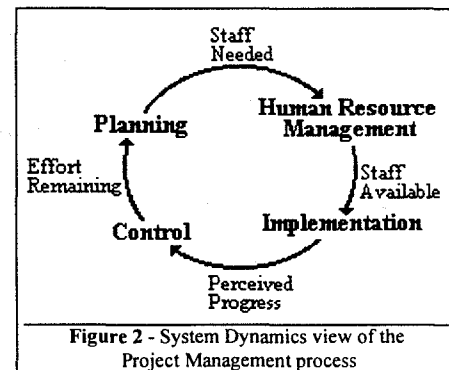 Staff
Needed
Planning
Human Resource
Management
Effort
Remaining
Staff
Available
Control
Implementation
Perceived
Progress
Figure 2 - System Dynamics view of the
Project Management process